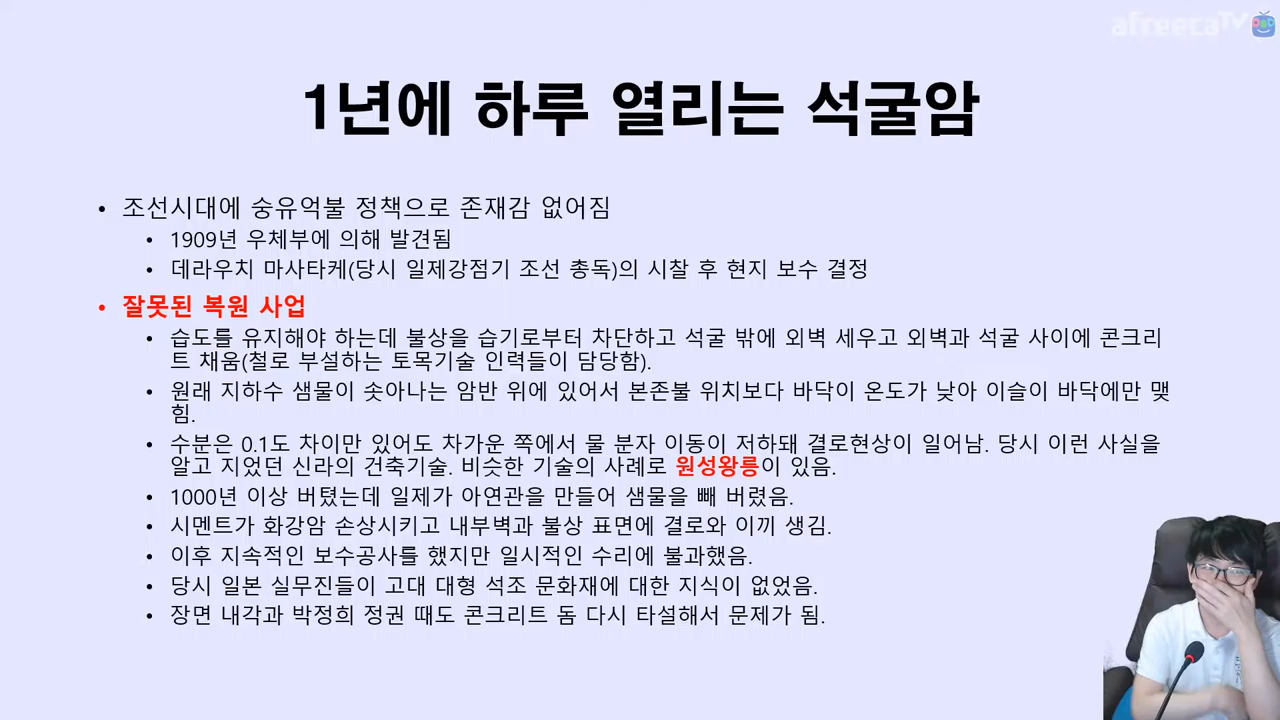 afreecaTV
1년에 하루 열리는 석굴암
• 조선시대에 숭유억불 정책으로 존재감 없어짐
• 1909년 우체부에 의해 발견됨
• 데라우치 마사타케(당시 일제강점기 조선 총독)의 시찰 후 현지 보수 결정
• 잘못된 복원 사업
• 습도를 유지해야 하는데 불상을 습기로부터 차단하고 석굴 밖에 외벽 세우고 외벽과 석굴 사이에 콘크리
트 채움(철로 부설하는 토목기술 인력들이 담당함).
• 원래 지하수 샘물이 솟아나는 암반 위에 있어서 본존불 위치보다 바닥이 온도가 낮아 이슬이 바닥에만 맺
힘.
• 수분은 0.1도 차이만 있어도 차가운 쪽에서 물 분자 이동이 저하돼 결로현상이 일어남. 당시 이런 사실을
알고 지었던 신라의 건축기술. 비슷한 기술의 사례로 원성왕릉이 있음.
• 1000년 이상 버텼는데 일제가 아연관을 만들어 샘물을 빼 버렸음.
• 시멘트가 화강암 손상시키고 내부벽과 불상 표면에 결로와 이끼 생김.
• 이후 지속적인 보수공사를 했지만 일시적인 수리에 불과했음.
• 당시 일본 실무진들이 고대 대형 석조 문화재에 대한 지식이 없었음.
• 장면 내각과 박정희 정권 때도 콘크리트 돔 다시 타설해서 문제가 됨.